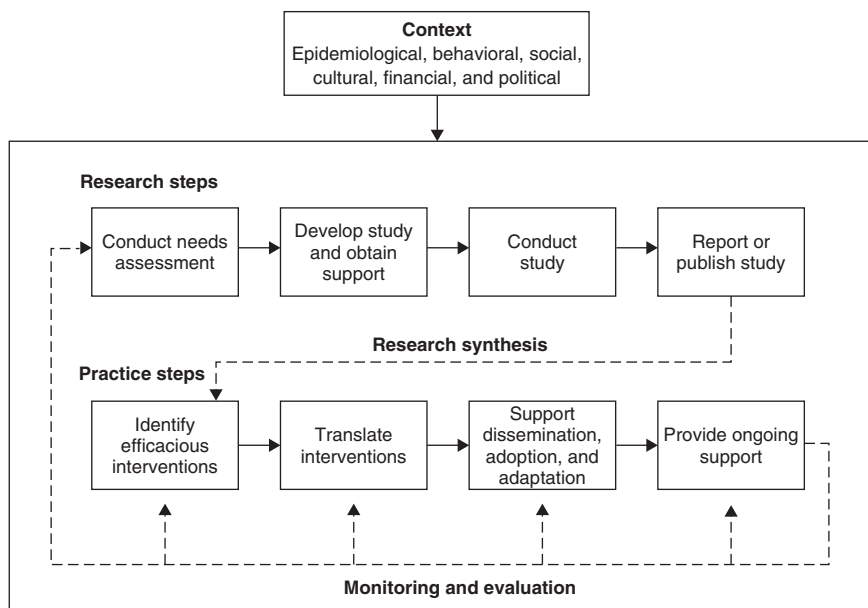 Context
Epidemiological, behavioral, social,
cultural, financial, and political
Research steps
Conduct needs
assessment
Develop study
and obtain
support
Conduct
study
Report or
publish study
Research synthesis
Practice steps
Identify
efficacious
interventions
Translate
interventions
Support
dissemination,
adoption, and
adaptation
Provide ongoing
support
Monitoring and evaluation